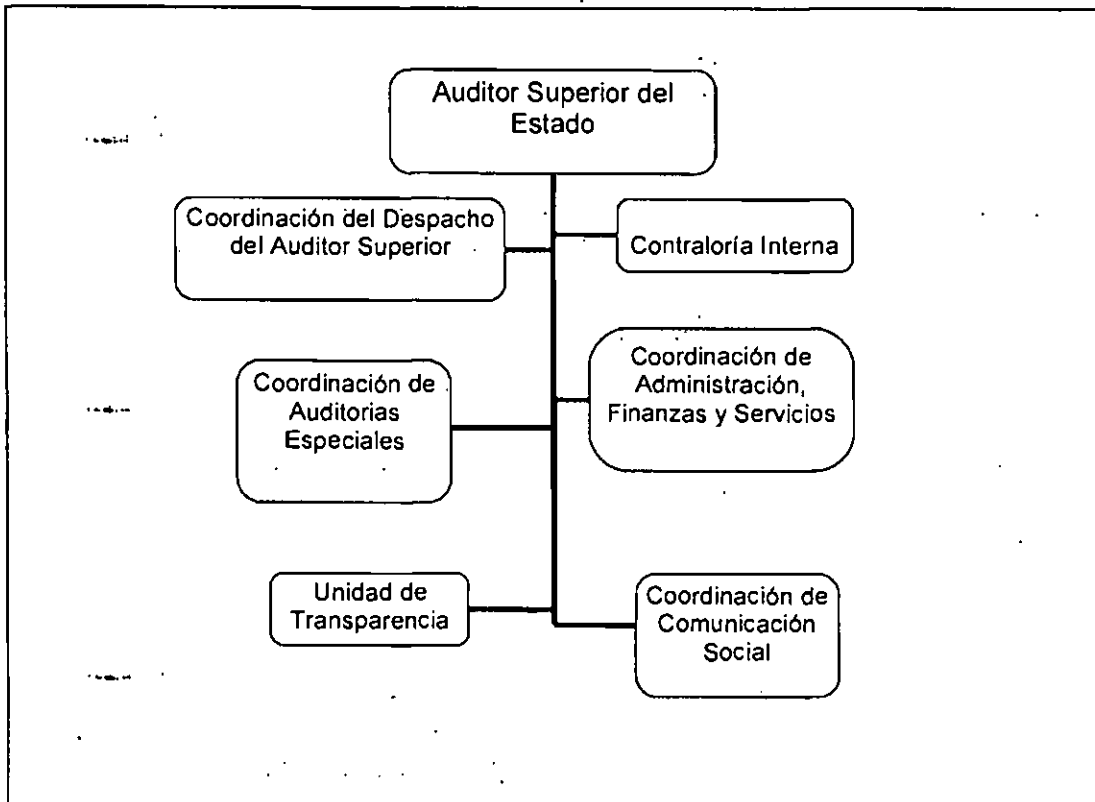 Auditor Superior del
Estado
Coordinación del Despacho
del Auditor Superior
Contraloría Interna
Coordinación de
Auditorias
Especiales
Coordinación de
Administración,
Finanzas y Servicios
Unidad de
Transparencia
Coordinación de
Comunicación
Social